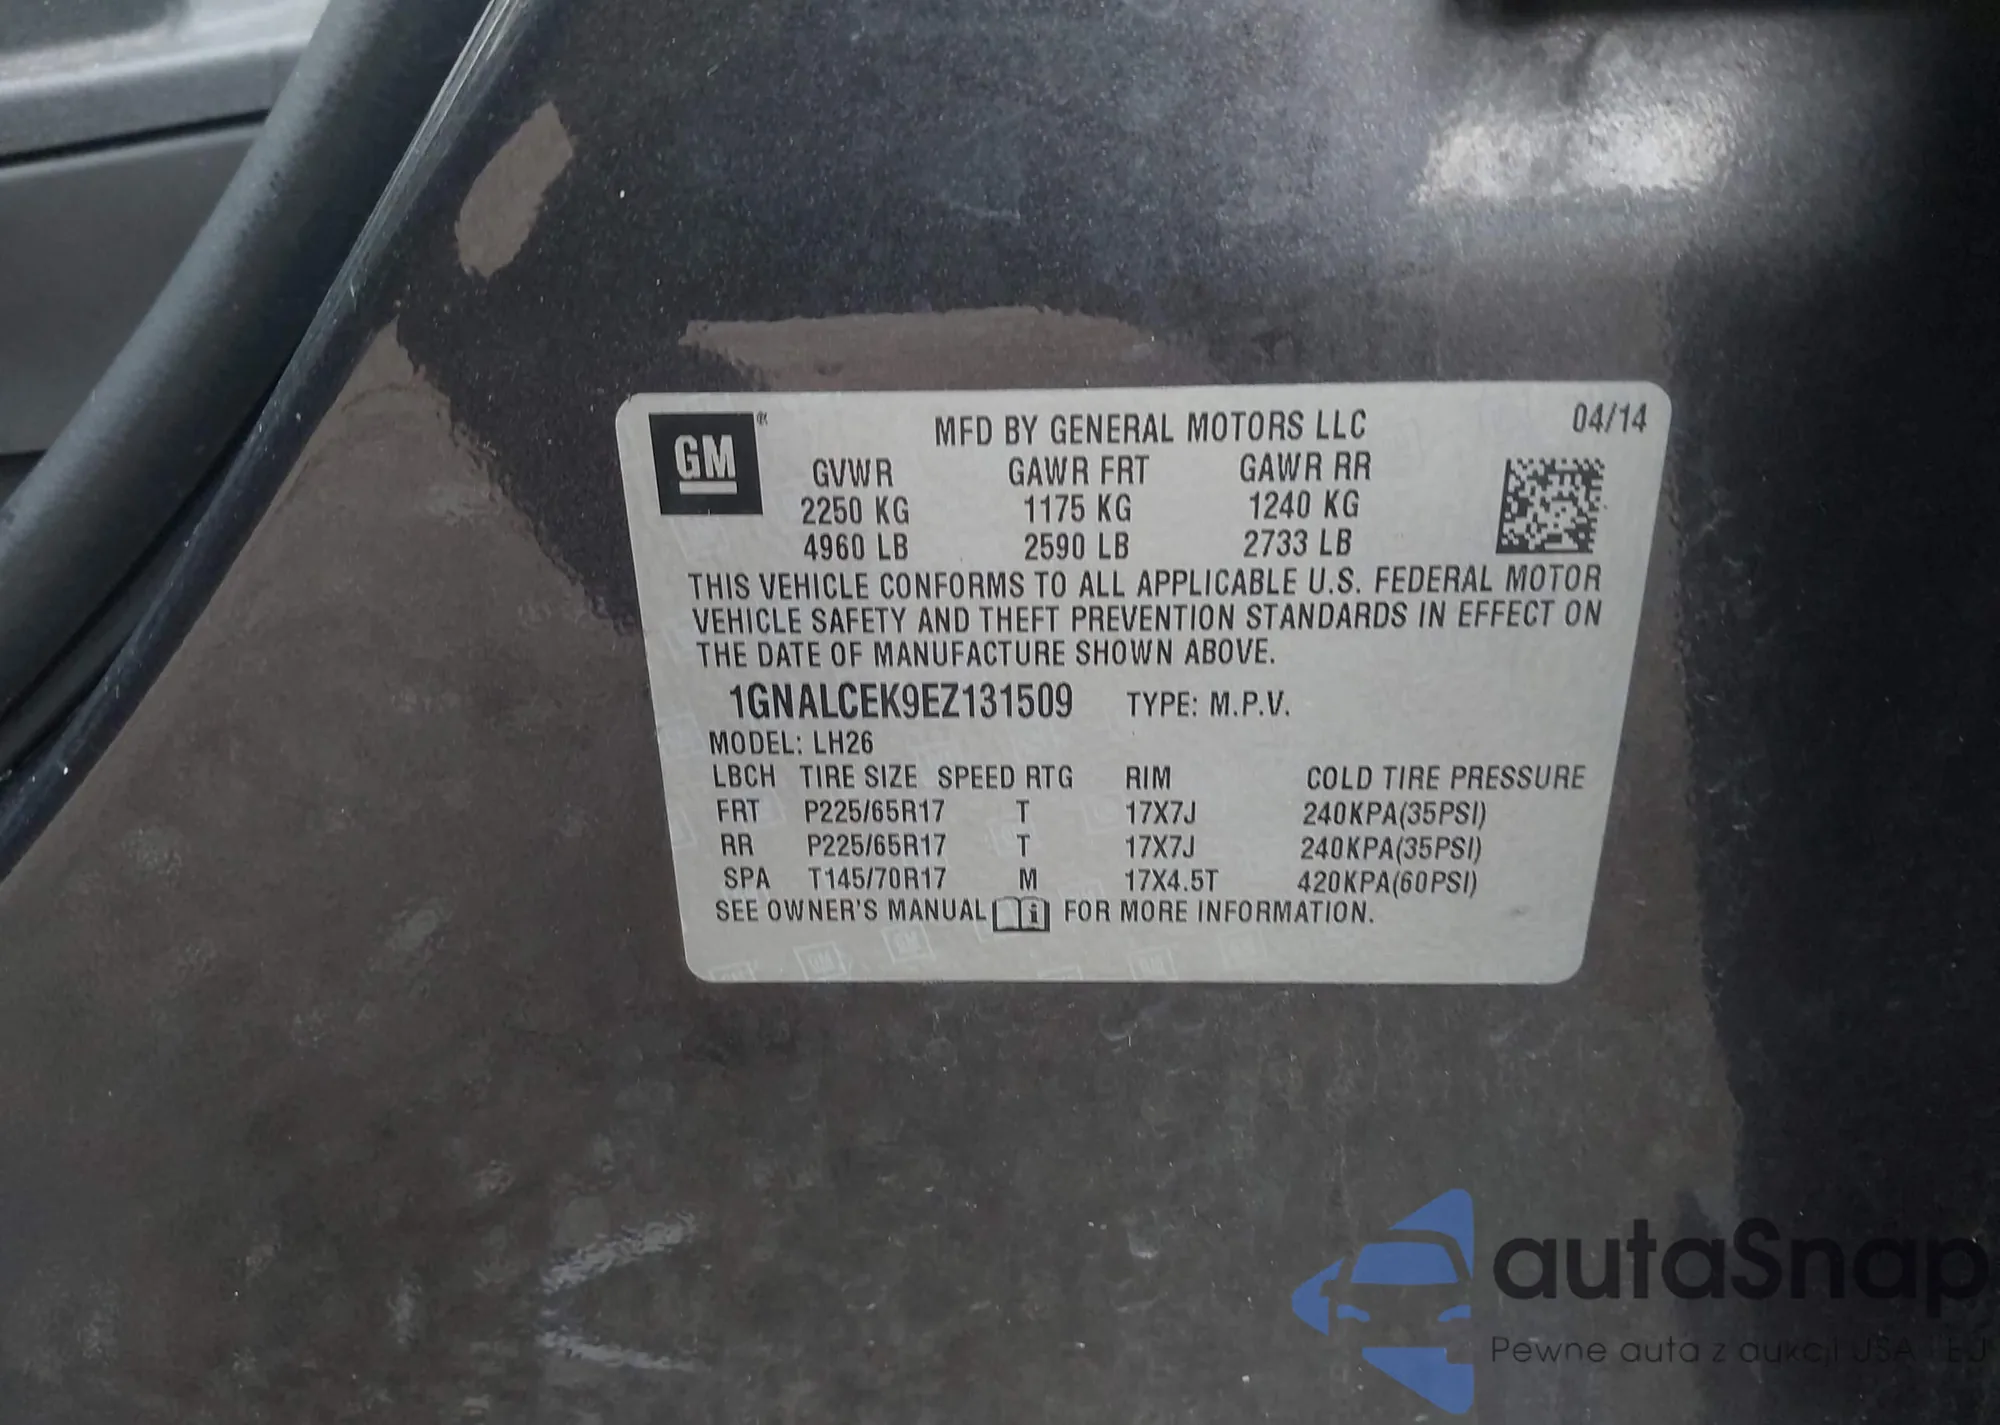 GM ®
MFD BY GENERAL MOTORS LLC 04/14
GVWR GAWR FRT GAWR RR
2250 KG 1175 KG 1240 KG
4960 LB 2590 LB 2733 LB
THIS VEHICLE CONFORMS TO ALL APPLICABLE U.S. FEDERAL MOTOR
VEHICLE SAFETY AND THEFT PREVENTION STANDARDS IN EFFECT ON
THE DATE OF MANUFACTURE SHOWN ABOVE.
1GNALCEK9EZ131509 TYPE: M.P.V.
MODEL: LH26
LBCH TIRE SIZE SPEED RTG RIM COLD TIRE PRESSURE
FRT P225/65R17 T 17X7J 240KPA(35PSI)
RR P225/65R17 T 17X7J 240KPA(35PSI)
SPA T145/70R17 M 17X4.5T 420KPA(60PSI)
SEE OWNER'S MANUAL i FOR MORE INFORMATION.
autaSnap
Pewne auta z aukcji USA - EU